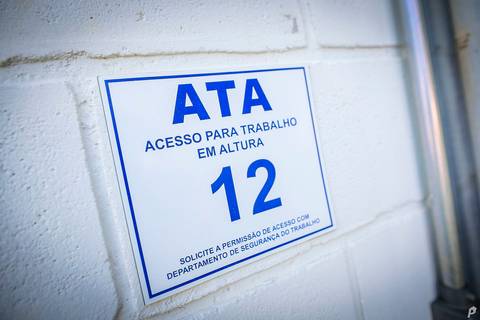 ATA
ACESSO PARA TRABALHO
EM ALTURA
12
SOLICITE A PERMISSÃO DE ACESSO COM
DEPARTAMENTO DE SEGURANÇA DO TRABALHO